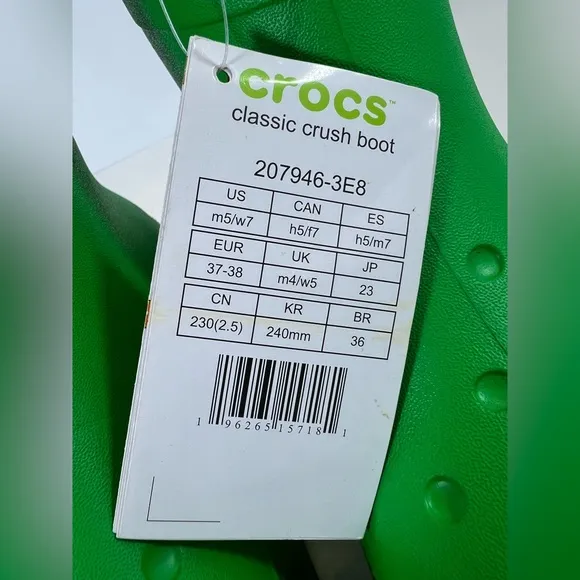 crocs™
classic crush boot
207946-3E8
US CAN ES
m5/w7 h5/f7 h5/m7
EUR UK JP
37-38 m4/w5 23
CN KR BR
230(2.5) 240mm 36
1 96265 15718 1